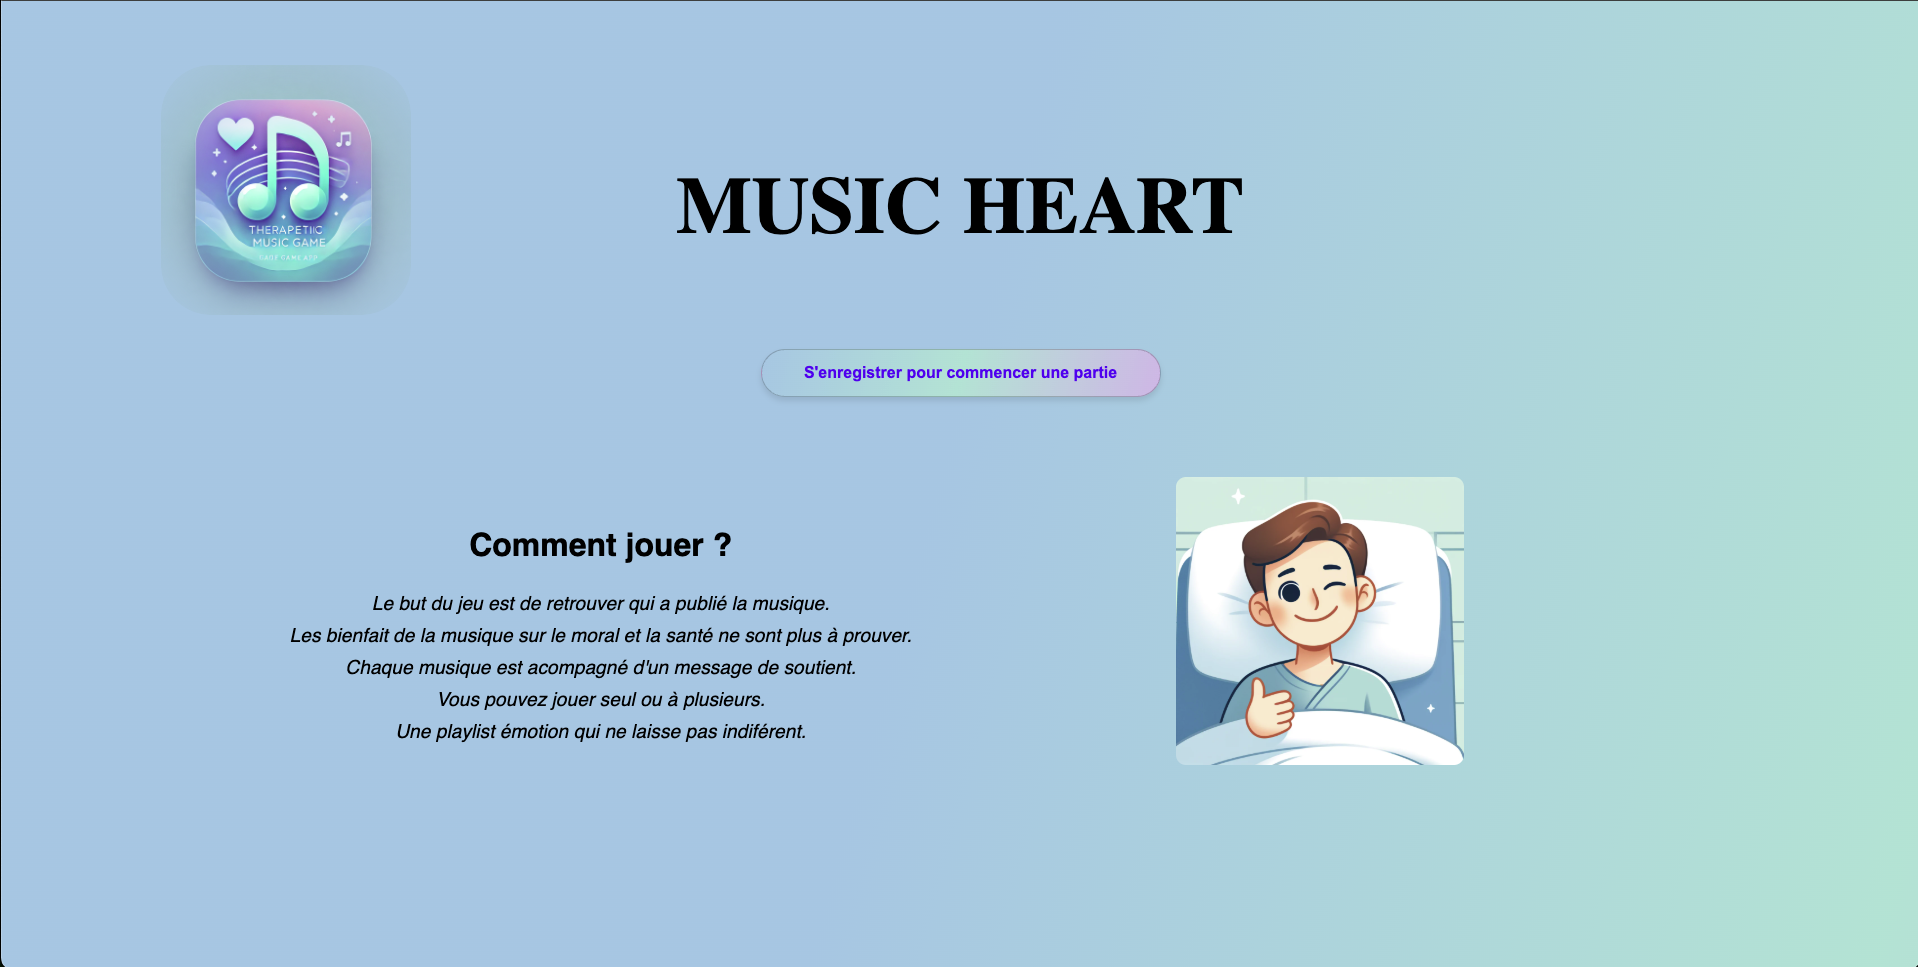 THERAPETIIC
MUSIC GAME
MUSIC HEART
S'enregistrer pour commencer une partie
Comment jouer ?
Le but du jeu est de retrouver qui a publié la musique.
Les bienfait de la musique sur le moral et la santé ne sont plus à prouver.
Chaque musique est acompagné d'un message de soutient.
Vous pouvez jouer seul ou à plusieurs.
Une playlist émotion qui ne laisse pas indiférent.